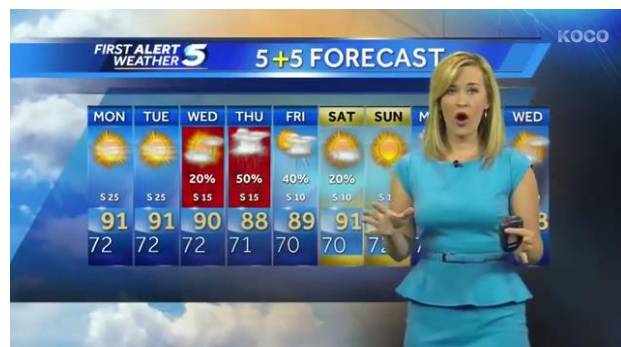 KOCO
FIRST ALERT
WEATHER 5
5+5 FORECAST
MON TUE WED THU FRI SAT SUN WED
20% 50% 40% 20%
S 25 S 25 S 15 S 15 S 10 S 10
91 91 90 88 89 91
72 72 72 71 70 70